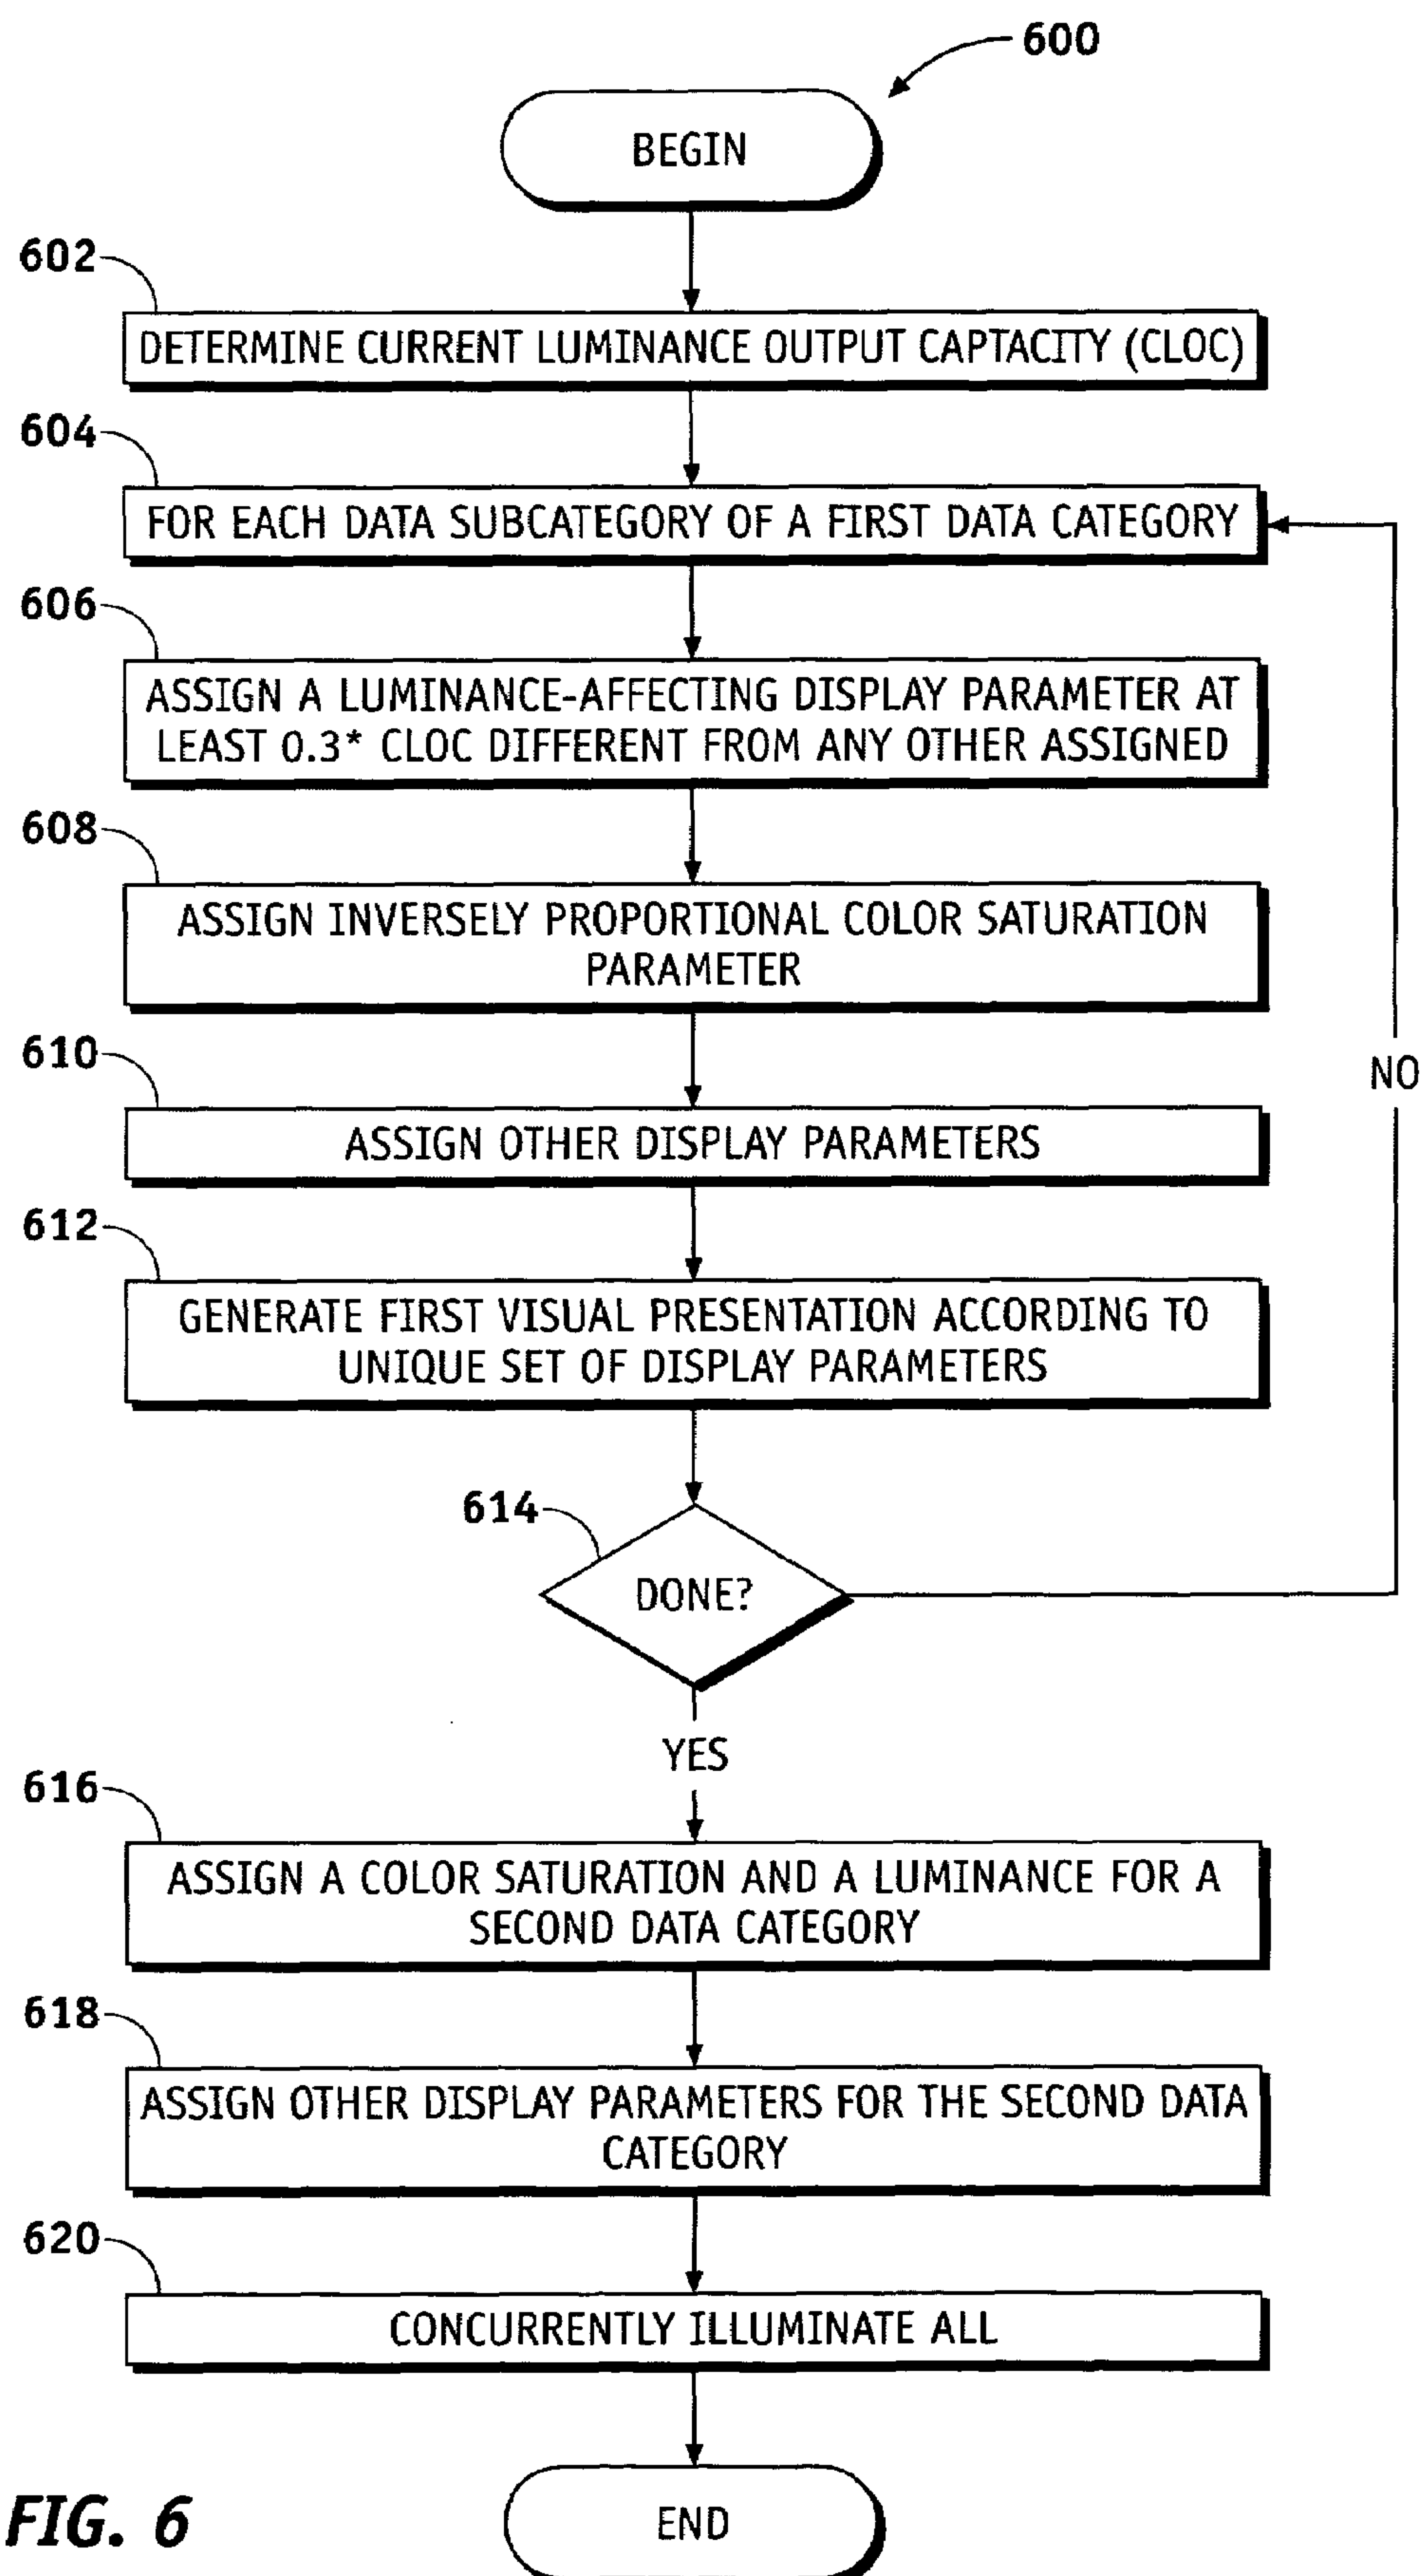 600
BEGIN
602
DETERMINE CURRENT LUMINANCE OUTPUT CAPTACITY (CLOC)
604
FOR EACH DATA SUBCATEGORY OF A FIRST DATA CATEGORY
606
ASSIGN A LUMINANCE-AFFECTING DISPLAY PARAMETER AT
LEAST 0.3* CLOC DIFFERENT FROM ANY OTHER ASSIGNED
608
ASSIGN INVERSELY PROPORTIONAL COLOR SATURATION
PARAMETER
610
NO
ASSIGN OTHER DISPLAY PARAMETERS
612
GENERATE FIRST VISUAL PRESENTATION ACCORDING TO
UNIQUE SET OF DISPLAY PARAMETERS
614
DONE?
YES
616
ASSIGN A COLOR SATURATION AND A LUMINANCE FOR A
SECOND DATA CATEGORY
618
ASSIGN OTHER DISPLAY PARAMETERS FOR THE SECOND DATA
CATEGORY
620
CONCURRENTLY ILLUMINATE ALL
END
FIG. 6